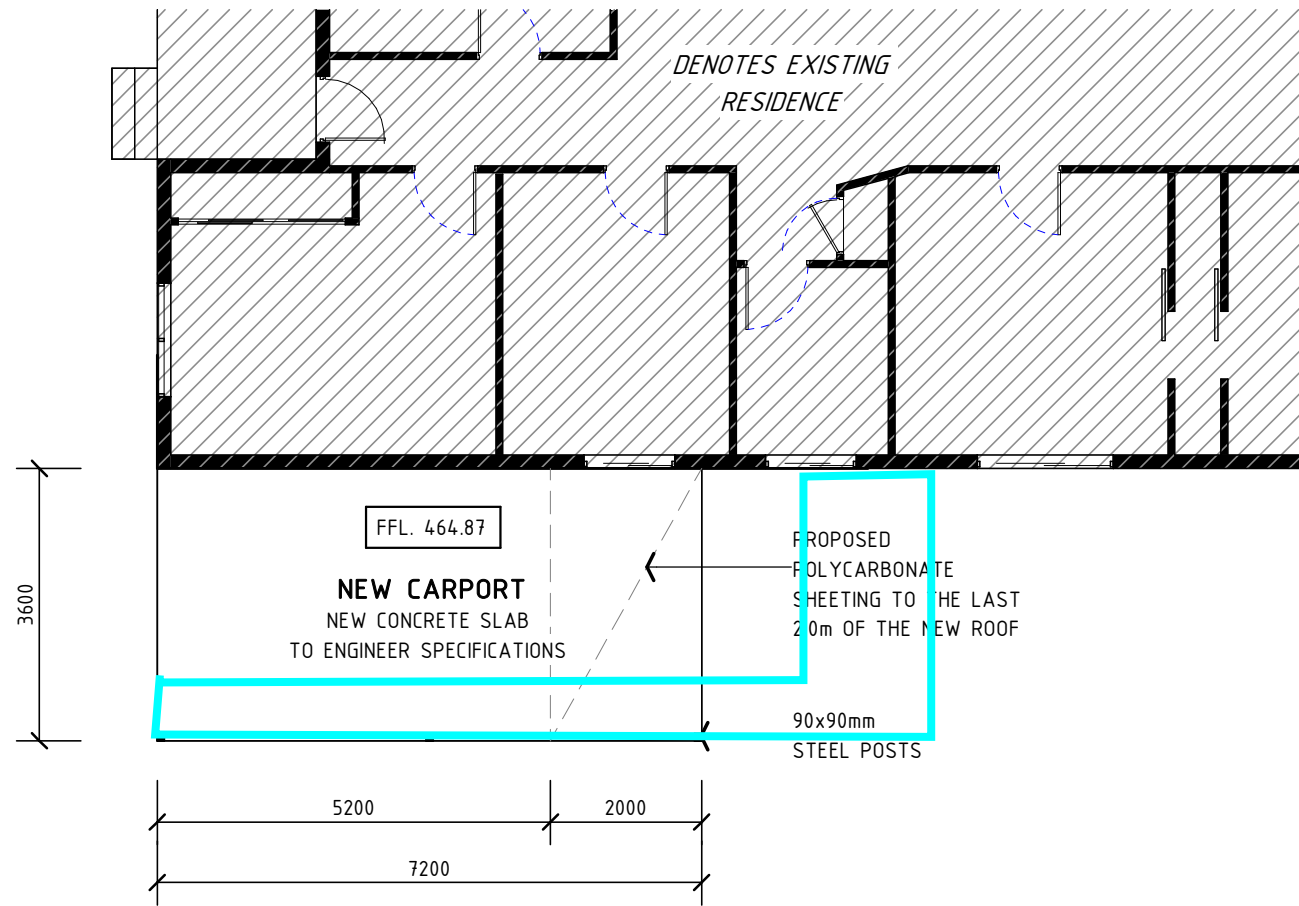 DENOTES EXISTING
RESIDENCE
FFL. 464.87
NEW CARPORT
NEW CONCRETE SLAB
TO ENGINEER SPECIFICATIONS
PROPOSED
POLYCARBONATE
SHEETING TO THE LAST
2.0m OF THE NEW ROOF
90x90mm
STEEL POSTS
3600
5200
2000
7200